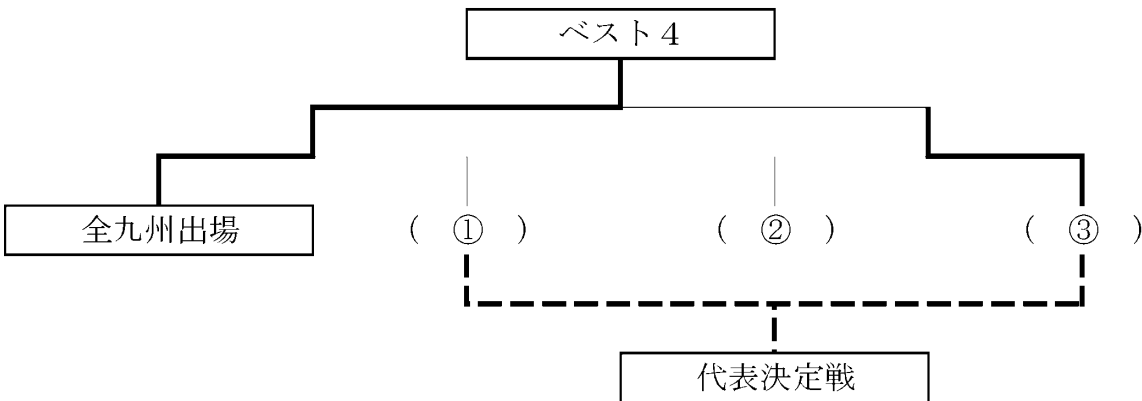 ベスト４
全九州出場 （ ① ） （ ② ） （ ③ ）
代表決定戦